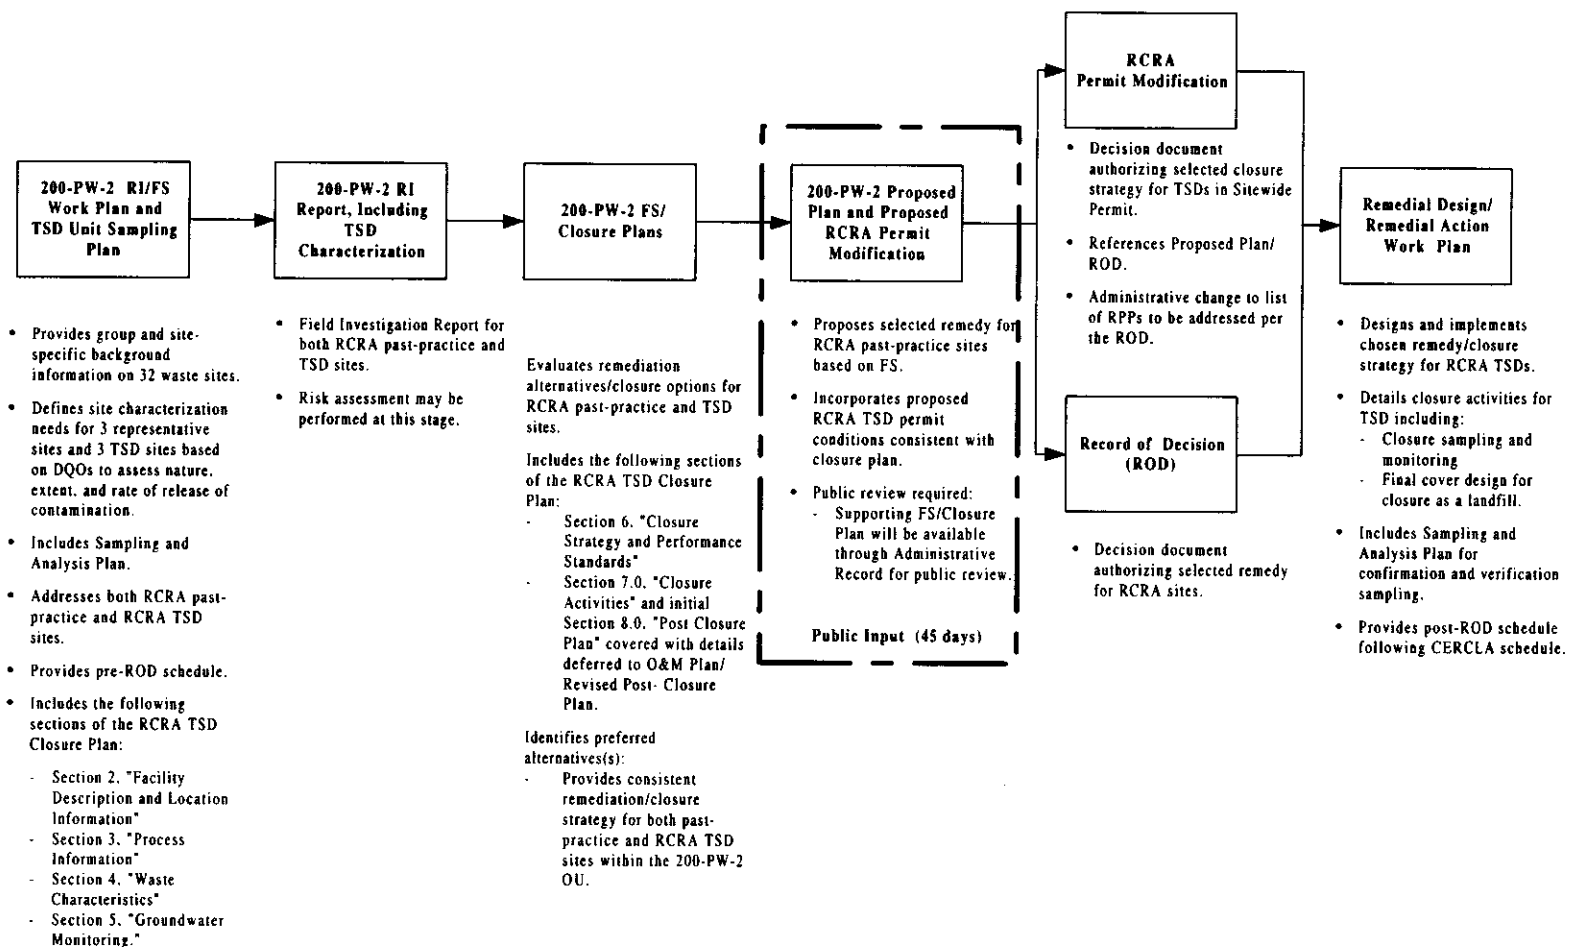 200-PW-2 RI/FS
Work Plan and
TSD Unit Sampling
Plan
• Provides group and site-
specific background
information on 32 waste sites.
• Defines site characterization
needs for 3 representative
sites and 3 TSD sites based
on DQOs to assess nature,
extent, and rate of release of
contamination.
• Includes Sampling and
Analysis Plan.
• Addresses both RCRA past-
practice and RCRA TSD
sites.
• Provides pre-ROD schedule.
• Includes the following
sections of the RCRA TSD
Closure Plan:
- Section 2, "Facility
Description and Location
Information"
- Section 3, "Process
Information"
- Section 4, "Waste
Characteristics"
- Section 5, "Groundwater
Monitoring."
200-PW-2 RI
Report, Including
TSD
Characterization
• Field Investigation Report for
both RCRA past-practice and
TSD sites.
• Risk assessment may be
performed at this stage.
200-PW-2 FS/
Closure Plans
Evaluates remediation
alternatives/closure options for
RCRA past-practice and TSD
sites.
Includes the following sections
of the RCRA TSD Closure
Plan:
- Section 6, "Closure
Strategy and Performance
Standards"
- Section 7.0, "Closure
Activities" and initial
Section 8.0, "Post Closure
Plan" covered with details
deferred to O&M Plan/
Revised Post- Closure
Plan.
Identifies preferred
alternatives(s):
- Provides consistent
remediation/closure
strategy for both past-
practice and RCRA TSD
sites within the 200-PW-2
OU.
200-PW-2 Proposed
Plan and Proposed
RCRA Permit
Modification
• Proposes selected remedy for
RCRA past-practice sites
based on FS.
• Incorporates proposed
RCRA TSD permit
conditions consistent with
closure plan.
• Public review required:
- Supporting FS/Closure
Plan will be available
through Administrative
Record for public review.
Public Input (45 days)
RCRA
Permit Modification
• Decision document
authorizing selected closure
strategy for TSDs in Sitewide
Permit.
• References Proposed Plan/
ROD.
• Administrative change to list
of RPPs to be addressed per
the ROD.
Record of Decision
(ROD)
• Decision document
authorizing selected remedy
for RCRA sites.
Remedial Design/
Remedial Action
Work Plan
• Designs and implements
chosen remedy/closure
strategy for RCRA TSDs.
• Details closure activities for
TSD including:
- Closure sampling and
monitoring
- Final cover design for
closure as a landfill.
• Includes Sampling and
Analysis Plan for
confirmation and verification
sampling.
• Provides post-ROD schedule
following CERCLA schedule.